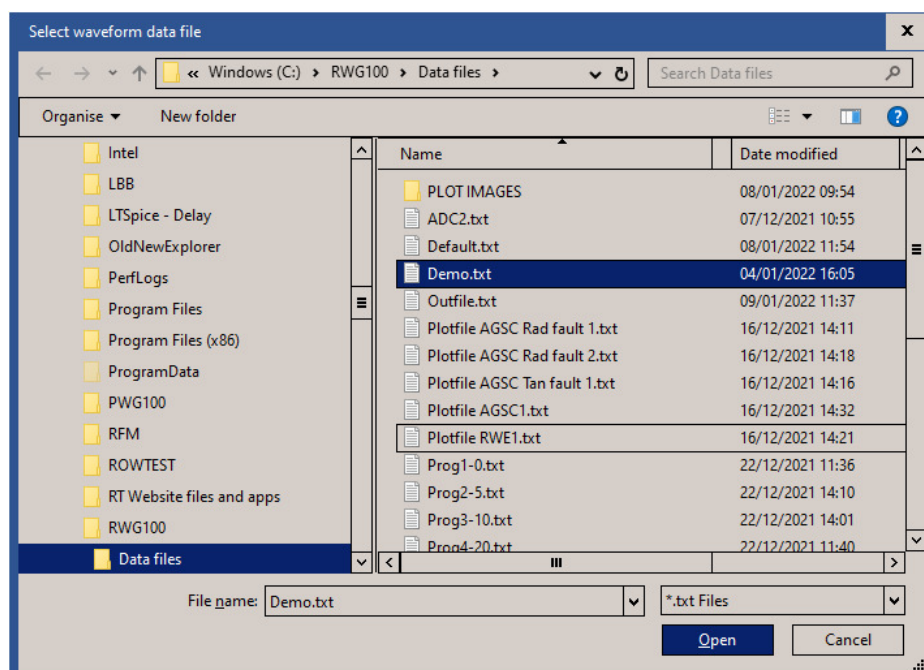 Select waveform data file
« Windows (C:) › RWG100 › Data files ›
Search Data files
Organise
New folder
Intel
LBB
LTSpice - Delay
OldNewExplorer
PerfLogs
Program Files
Program Files (x86)
ProgramData
PWG100
RFM
ROWTEST
RT Website files and apps
RWG100
Data files
Name Date modified
PLOT IMAGES 08/01/2022 09:54
ADC2.txt 07/12/2021 10:55
Default.txt 08/01/2022 11:54
Demo.txt 04/01/2022 16:05
Outfile.txt 09/01/2022 11:37
Plotfile AGSC Rad fault 1.txt 16/12/2021 14:11
Plotfile AGSC Rad fault 2.txt 16/12/2021 14:18
Plotfile AGSC Tan fault 1.txt 16/12/2021 14:16
Plotfile AGSC1.txt 16/12/2021 14:32
Plotfile RWE1.txt 16/12/2021 14:21
Prog1-0.txt 22/12/2021 11:36
Prog2-5.txt 22/12/2021 14:10
Prog3-10.txt 22/12/2021 14:01
Prog4-20.txt 22/12/2021 11:40
File name: Demo.txt
*.txt Files
Open
Cancel